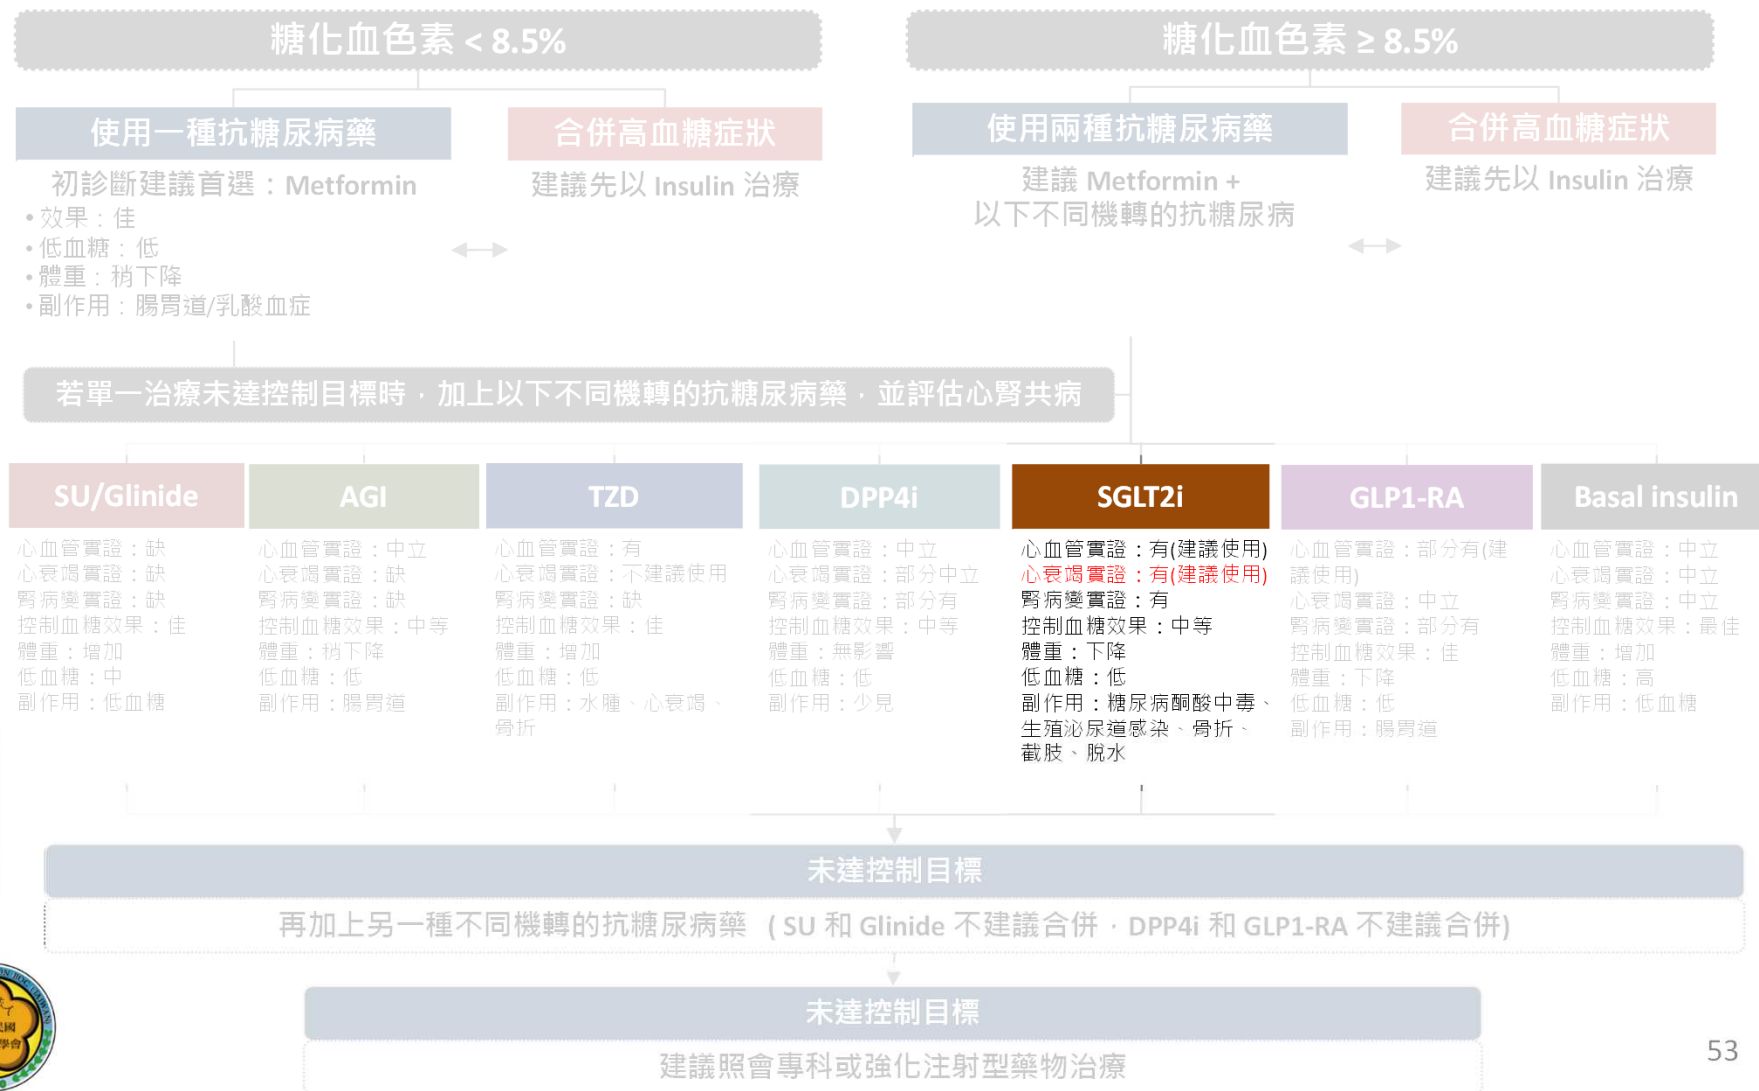 糖化血色素 < 8.5%
糖化血色素 ≥ 8.5%
使用一種抗糖尿病藥
合併高血糖症狀
使用兩種抗糖尿病藥
合併高血糖症狀
初診斷建議首選：Metformin
• 效果：佳
• 低血糖：低
• 體重：稍下降
• 副作用：腸胃道/乳酸血症
建議先以 Insulin 治療
建議 Metformin +
以下不同機轉的抗糖尿病
建議先以 Insulin 治療
若單一治療未達控制目標時，加上以下不同機轉的抗糖尿病藥，並評估心腎共病
SU/Glinide
心血管實證：缺
心衰竭實證：缺
腎病變實證：缺
控制血糖效果：佳
體重：增加
低血糖：中
副作用：低血糖
AGI
心血管實證：中立
心衰竭實證：缺
腎病變實證：缺
控制血糖效果：中等
體重：稍下降
低血糖：低
副作用：腸胃道
TZD
心血管實證：有
心衰竭實證：不建議使用
腎病變實證：缺
控制血糖效果：佳
體重：增加
低血糖：低
副作用：水腫、心衰竭、
骨折
DPP4i
心血管實證：中立
心衰竭實證：部分中立
腎病變實證：部分有
控制血糖效果：中等
體重：無影響
低血糖：低
副作用：少見
SGLT2i
心血管實證：有(建議使用)
心衰竭實證：有(建議使用)
腎病變實證：有
控制血糖效果：中等
體重：下降
低血糖：低
副作用：糖尿病酮酸中毒、
生殖泌尿道感染、骨折、
截肢、脫水
GLP1-RA
心血管實證：部分有(建
議使用)
心衰竭實證：中立
腎病變實證：部分有
控制血糖效果：佳
體重：下降
低血糖：低
副作用：腸胃道
Basal insulin
心血管實證：中立
心衰竭實證：中立
腎病變實證：中立
控制血糖效果：最佳
體重：增加
低血糖：高
副作用：低血糖
未達控制目標
再加上另一種不同機轉的抗糖尿病藥 ( SU 和 Glinide 不建議合併，DPP4i 和 GLP1-RA 不建議合併)
未達控制目標
建議照會專科或強化注射型藥物治療
53